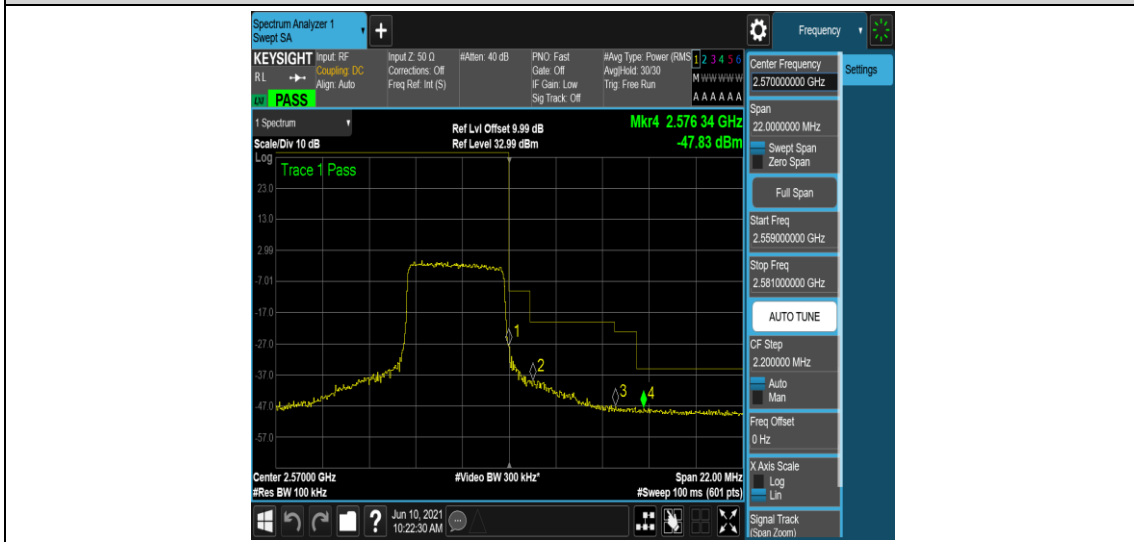 Spectrum Analyzer 1
Swept SA
+
Frequency
KEYSIGHT
RL
LXI
PASS
Input: RF
Coupling: DC
Align: Auto
Input Z: 50 Ω
Corrections: Off
Freq Ref: Int (S)
#Atten: 40 dB
PNO: Fast
Gate: Off
IF Gain: Low
Sig Track: Off
#Avg Type: Power (RMS
Avg|Hold: 30/30
Trig: Free Run
1 2 3 4 5 6
M W W W W W
A A A A A A
1 Spectrum
Scale/Div 10 dB
Ref Lvl Offset 9.99 dB
Ref Level 32.99 dBm
Mkr4 2.576 34 GHz
-47.83 dBm
Log
Trace 1 Pass
23.0
13.0
2.99
-7.01
-17.0
-27.0
-37.0
-47.0
-57.0
1
2
3
4
Center 2.57000 GHz
#Res BW 100 kHz
#Video BW 300 kHz*
Span 22.00 MHz
#Sweep 100 ms (601 pts)
?
Jun 10, 2021
10:22:30 AM
Center Frequency
2.570000000 GHz
Span
22.0000000 MHz
Swept Span
Zero Span
Full Span
Start Freq
2.559000000 GHz
Stop Freq
2.581000000 GHz
AUTO TUNE
CF Step
2.200000 MHz
Auto
Man
Freq Offset
0 Hz
X Axis Scale
Log
Lin
Signal Track
(Span Zoom)
Settings